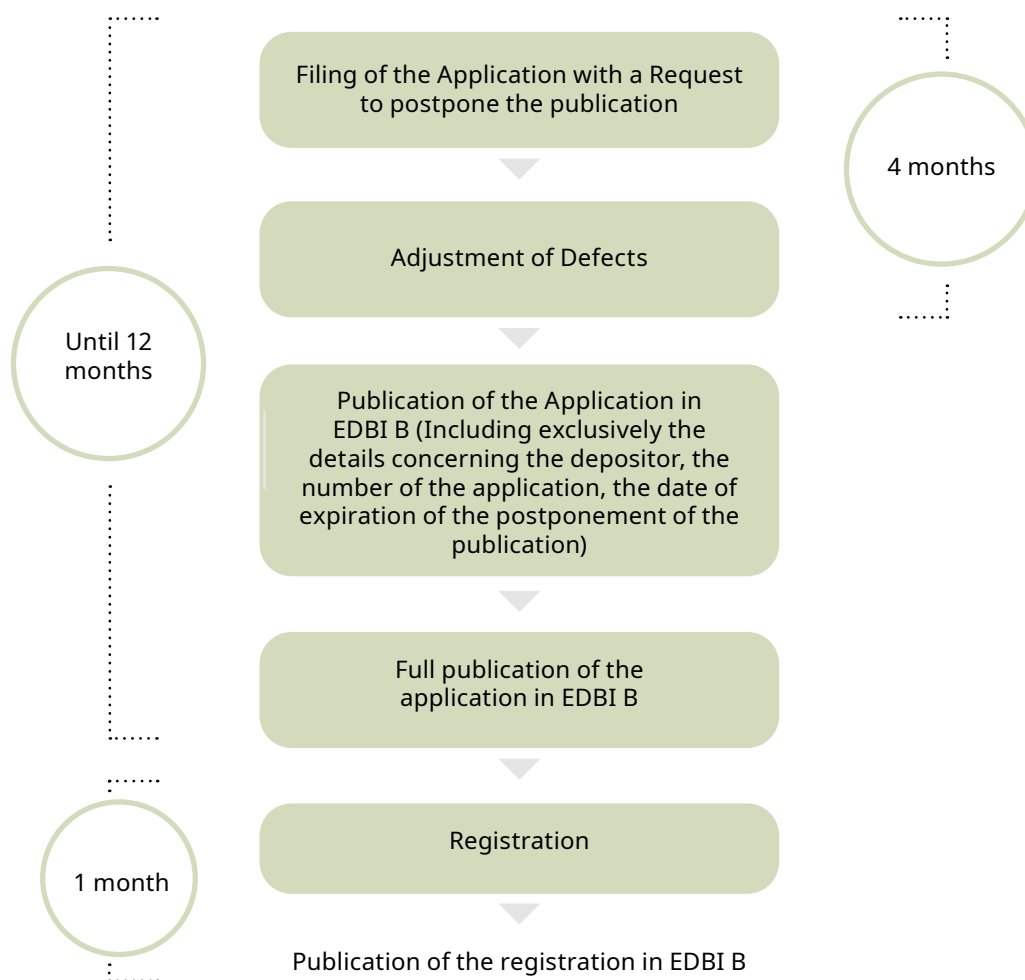 Filing of the Application with a Request
to postpone the publication
4 months
Adjustment of Defects
Until 12
months
Publication of the Application in
EDBI B (Including exclusively the
details concerning the depositor, the
number of the application, the date of
expiration of the postponement of the
publication)
Full publication of the
application in EDBI B
Registration
1 month
Publication of the registration in EDBI B